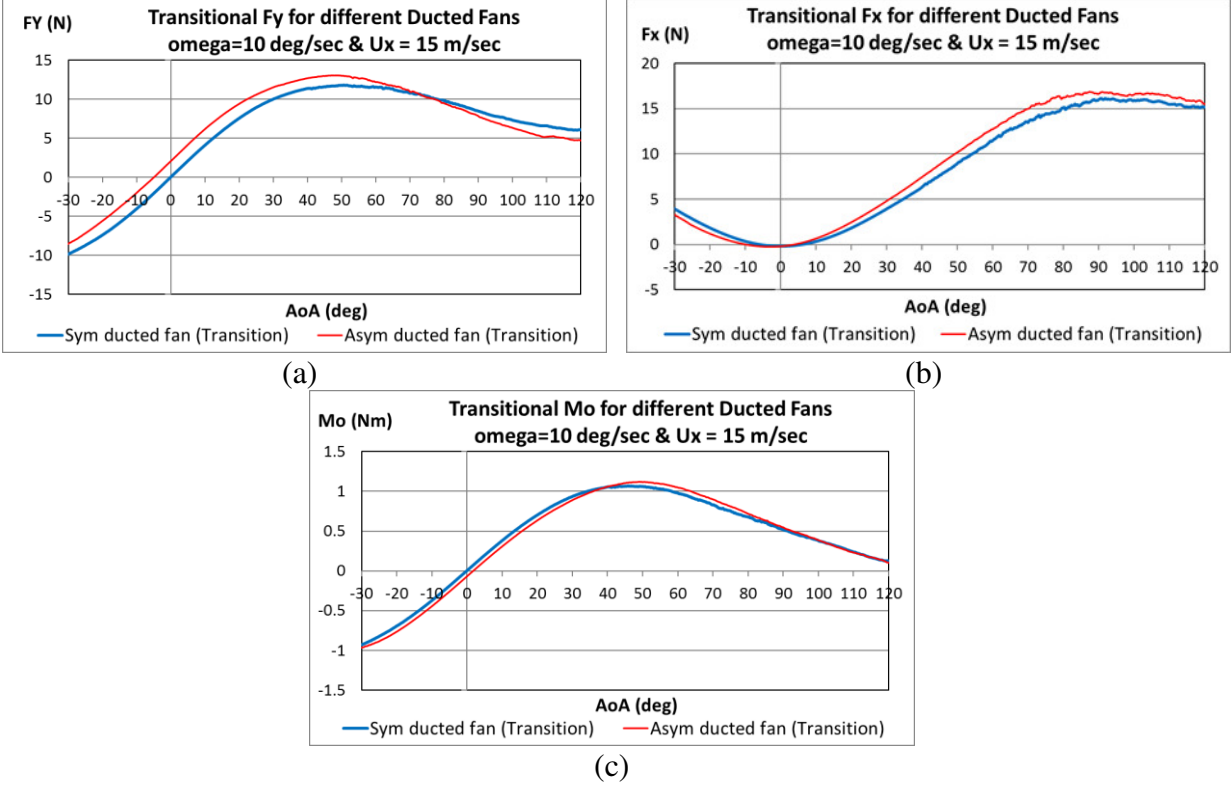 FY (N)
Transitional Fy for different Ducted Fans
omega=10 deg/sec & Ux = 15 m/sec
15
10
5
0
-5
-10
-15
-30 -20 -10 0 10 20 30 40 50 60 70 80 90 100 110 120
AoA (deg)
Sym ducted fan (Transition) Asym ducted fan (Transition)
(a)
Fx (N)
Transitional Fx for different Ducted Fans
omega=10 deg/sec & Ux = 15 m/sec
20
15
10
5
0
-5
-30 -20 -10 0 10 20 30 40 50 60 70 80 90 100 110 120
AoA (deg)
Sym ducted fan (Transition) Asym ducted fan (Transition)
(b)
Mo (Nm)
Transitional Mo for different Ducted Fans
omega=10 deg/sec & Ux = 15 m/sec
1.5
1
0.5
0
-0.5
-1
-1.5
-30 -20 -10 0 10 20 30 40 50 60 70 80 90 100 110 120
AoA (deg)
Sym ducted fan (Transition) Asym ducted fan (Transition)
(c)